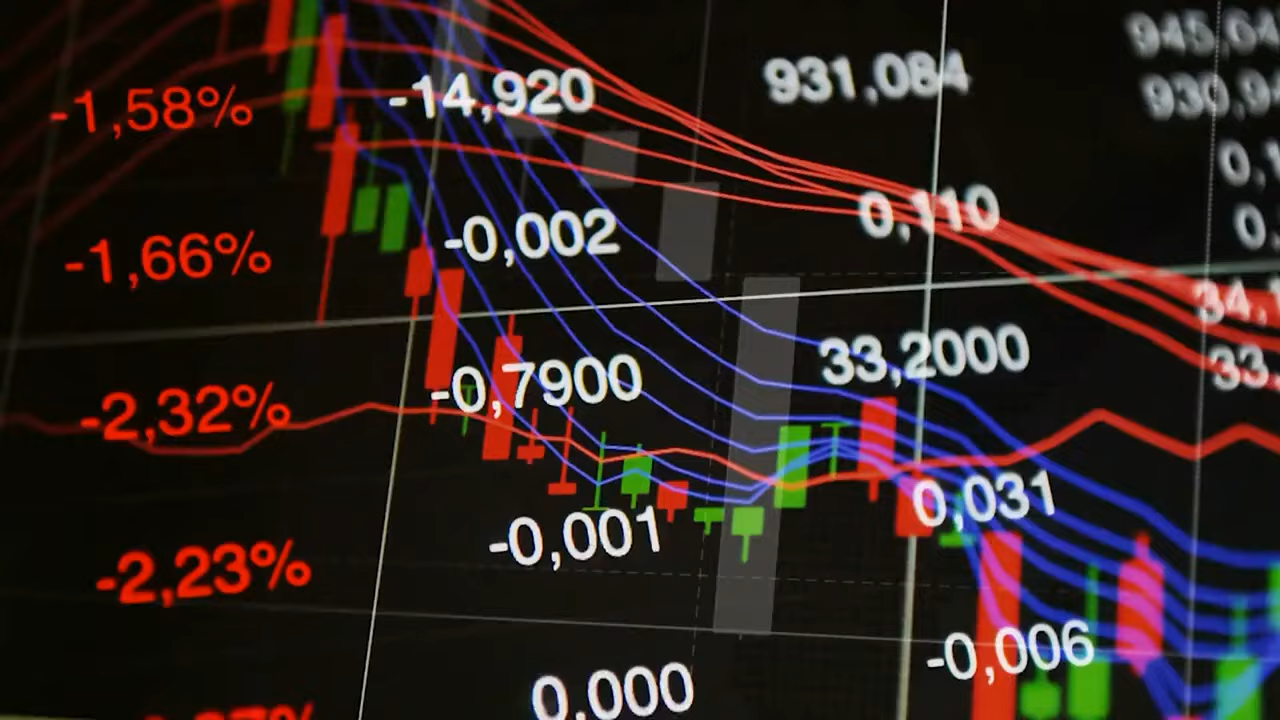 -1,58% -14,920 931,084
-1,66% -0,002 0,110
-2,32% -0,7900 33,2000
-2,23% -0,001 0,031
0,000 -0,006